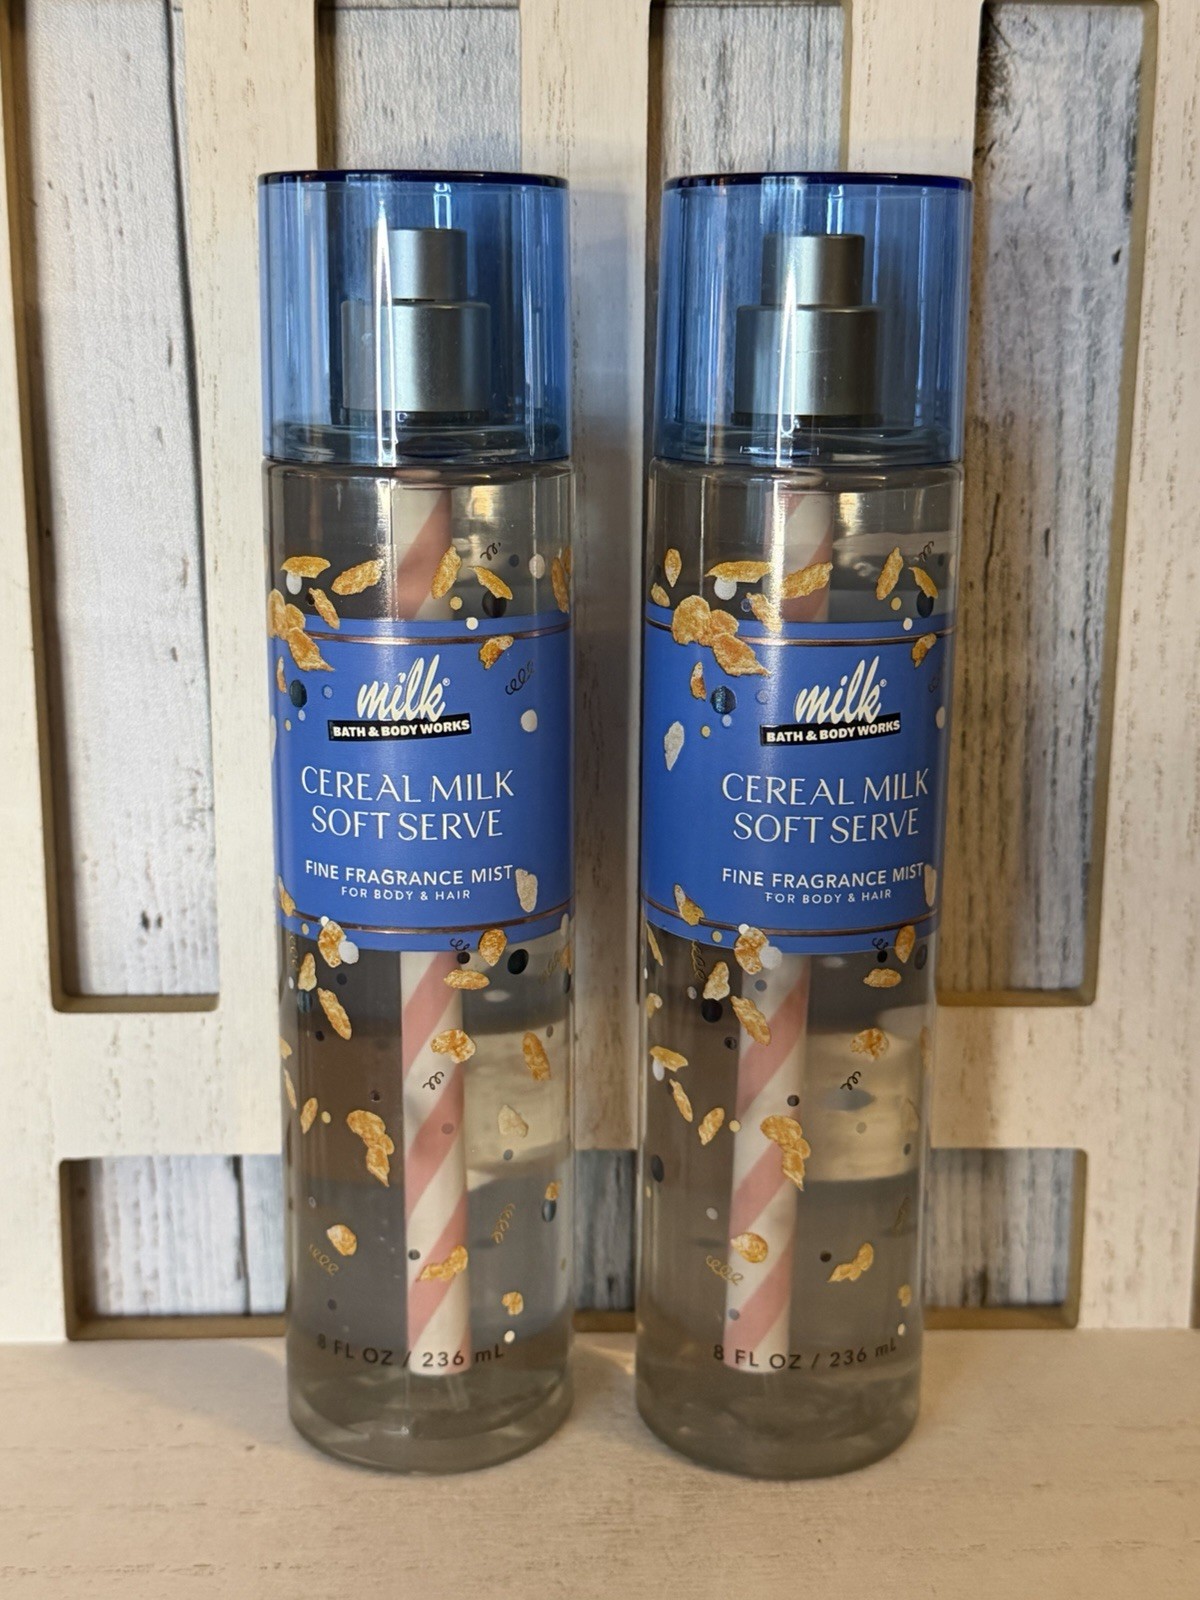 milk®
BATH & BODY WORKS
CEREAL MILK
SOFT SERVE
FINE FRAGRANCE MIST
FOR BODY & HAIR
8 FL OZ / 236 mL
milk®
BATH & BODY WORKS
CEREAL MILK
SOFT SERVE
FINE FRAGRANCE MIST
FOR BODY & HAIR
8 FL OZ / 236 mL